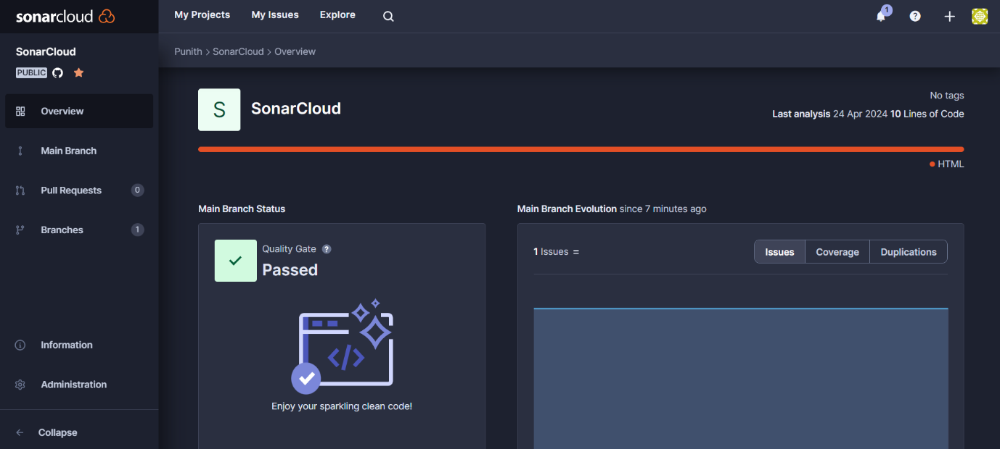 sonarcloud
My Projects My Issues Explore
1
?
SonarCloud
PUBLIC
Punith > SonarCloud > Overview
Overview
Main Branch
Pull Requests 0
Branches 1
Information
Administration
Collapse
S SonarCloud
No tags
Last analysis 24 Apr 2024 10 Lines of Code
HTML
Main Branch Status
Quality Gate ?
Passed
</>
Enjoy your sparkling clean code!
Main Branch Evolution since 7 minutes ago
1 Issues =
Issues Coverage Duplications